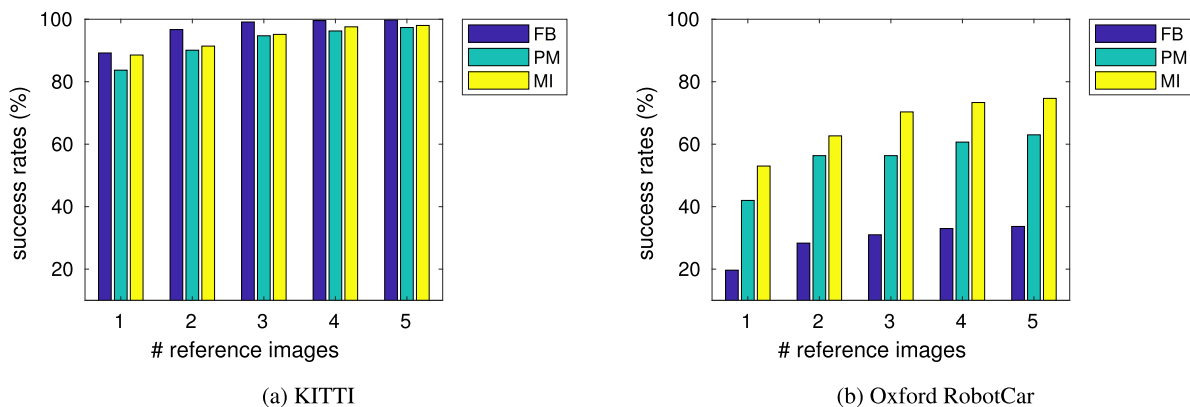 success rates (%)
100
80
60
40
20
1 2 3 4 5
# reference images
FB
PM
MI
(a) KITTI
success rates (%)
100
80
60
40
20
1 2 3 4 5
# reference images
FB
PM
MI
(b) Oxford RobotCar